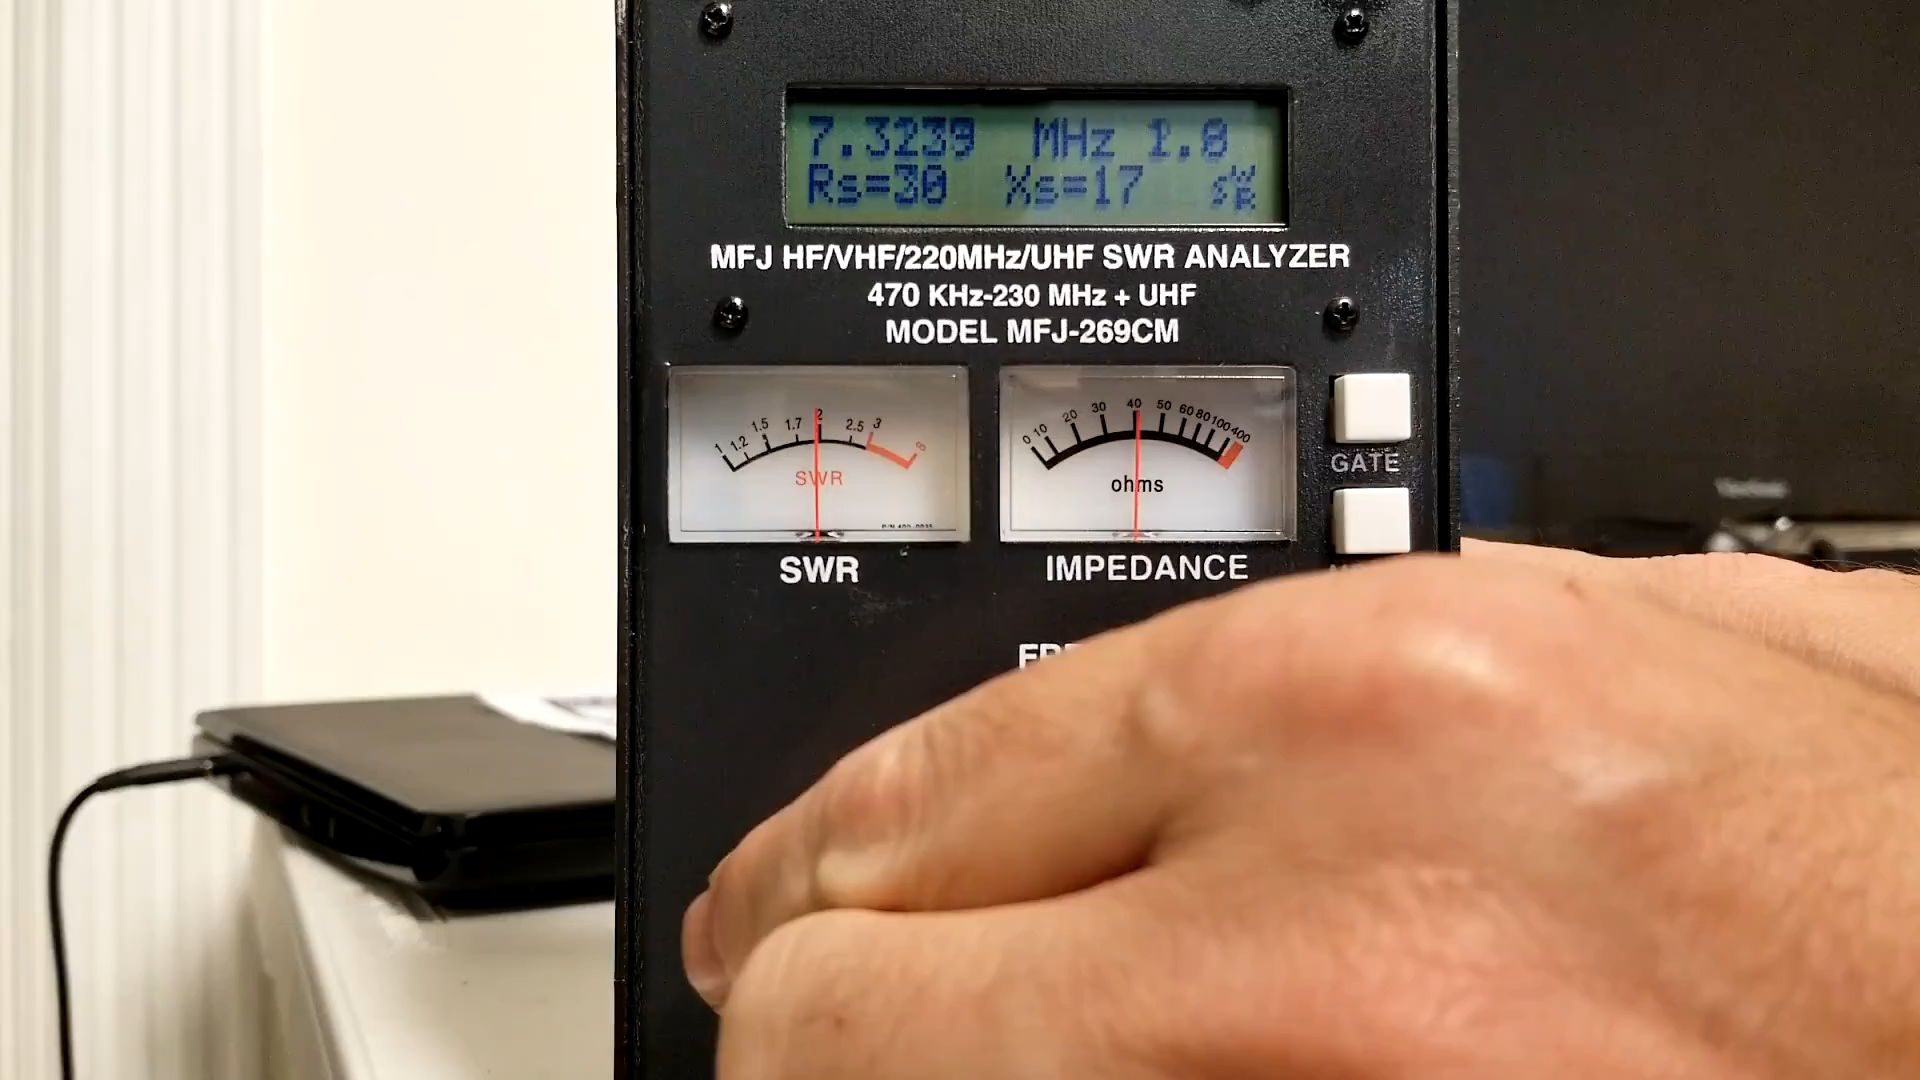 7.3239 MHz
Rs=30 Xs=17 SWR
MFJ HF/VHF/220MHz/UHF SWR ANALYZER
470 KHz-230 MHz + UHF
MODEL MFJ-269CM
1 1.2 1.5 1.7 2 2.5 3
SWR
0 10 20 30 40 50 60 80 100 400
ohms
SWR
IMPEDANCE
GATE